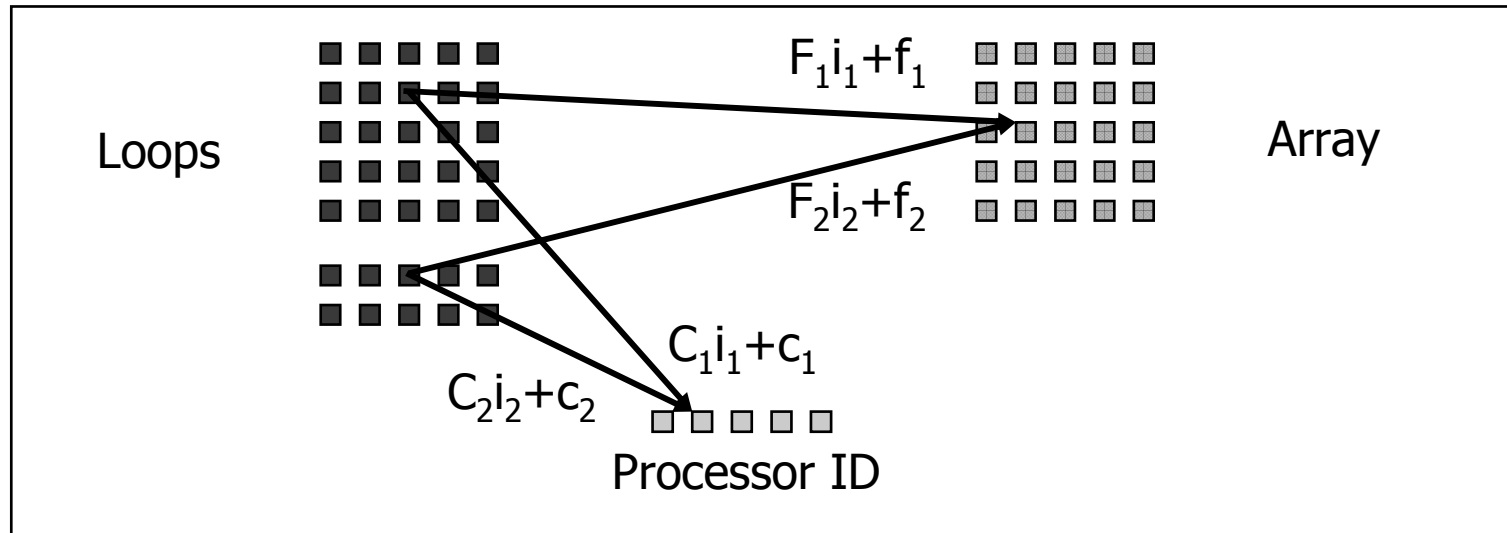 F₁i₁+f₁
Loops
Array
F₂i₂+f₂
C₁i₁+c₁
C₂i₂+c₂
Processor ID